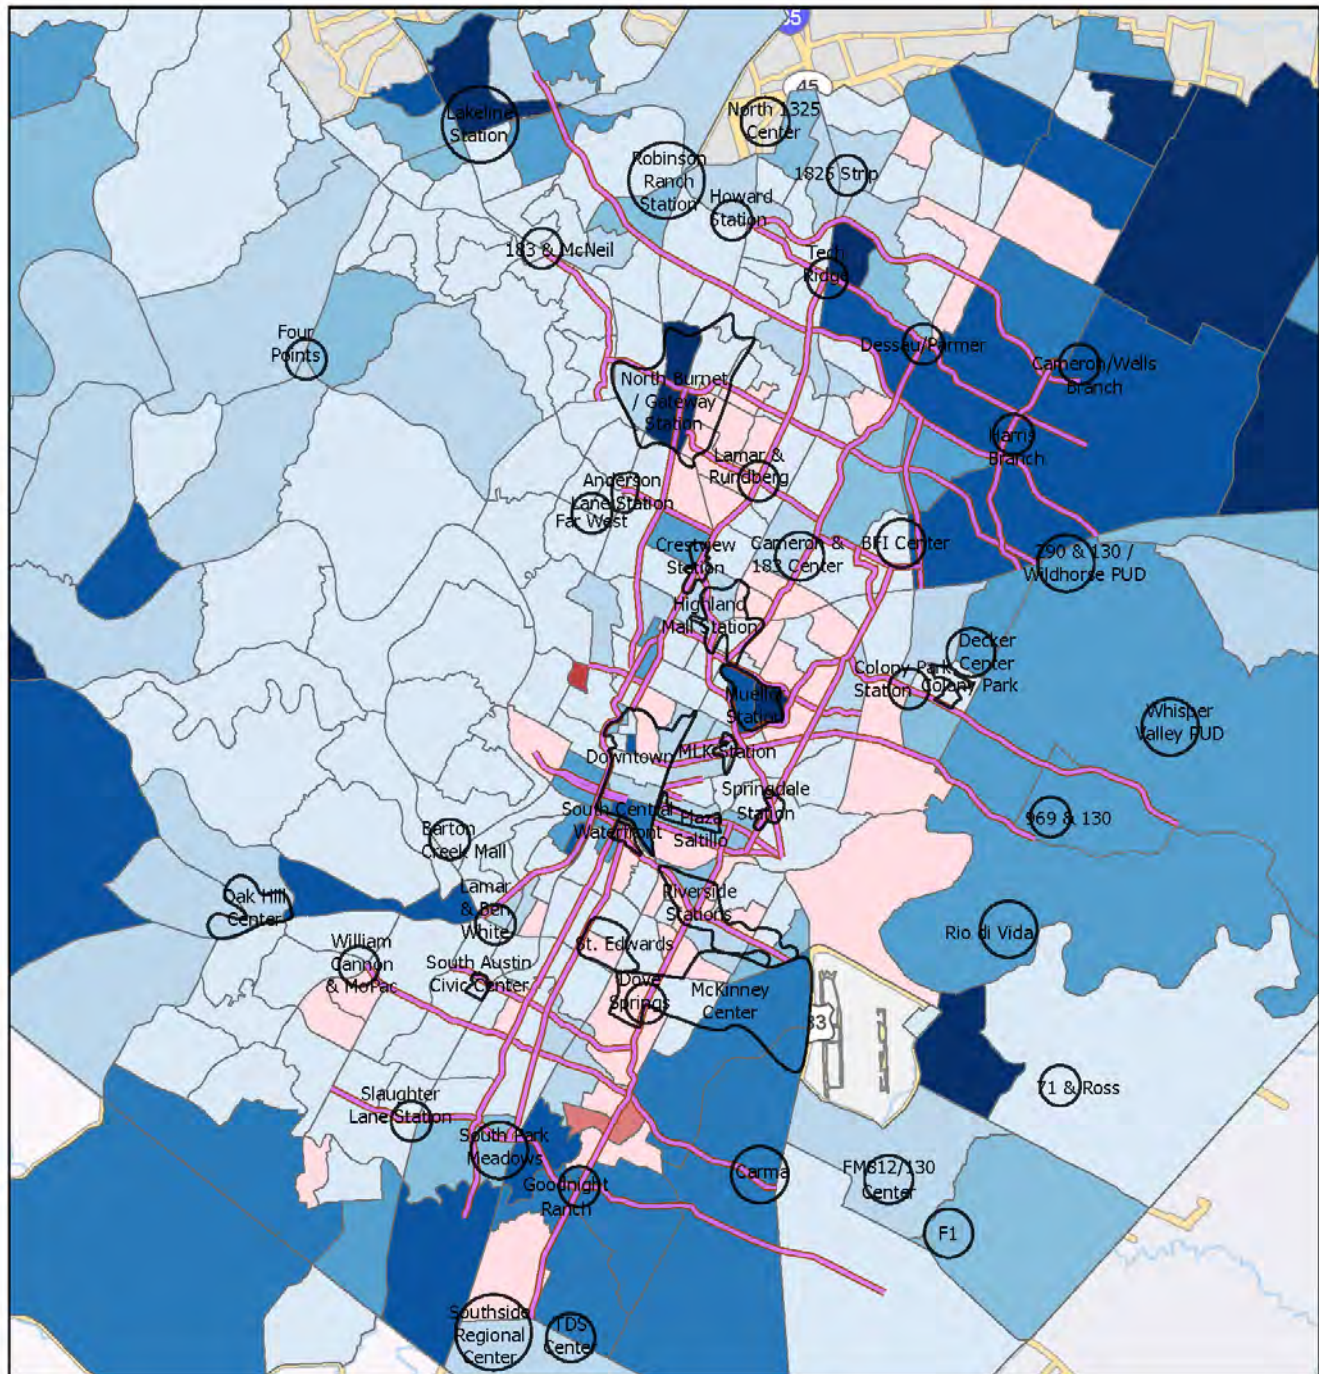 35
45
Lakeline
Station
North 1325
Center
Robinson
Ranch
Station
1825 Strip
Howard
Station
183 & McNeil
Tech
Ridge
Four
Points
Dessau/Parmer
Cameron/Wells
Branch
North Burnet
/ Gateway
Station
Harris
Branch
Lamar &
Rundberg
Anderson
Lane Station
Far West
Crestview
Station
Cameron &
183 Center
BFI Center
290 & 130 /
Wildhorse PUD
Highland
Mall Station
Decker
Center
Colony Park
Station
Colony Park
Mueller
Station
Whisper
Valley PUD
Downtown
MLK Station
Springdale
Station
South Central
Waterfront
Plaza
Saltillo
969 & 130
Barton
Creek Mall
Oak Hill
Center
Lamar
& Ben
White
Riverside
Stations
Rio di Vida
William
Cannon
& MoPac
St. Edwards
South Austin
Civic Center
Dove
Springs
McKinney
Center
183
71 & Ross
Slaughter
Lane Station
South Park
Meadows
Goodnight
Ranch
Carma
FM812/130
Center
F1
Southside
Regional
Center
TDS
Center